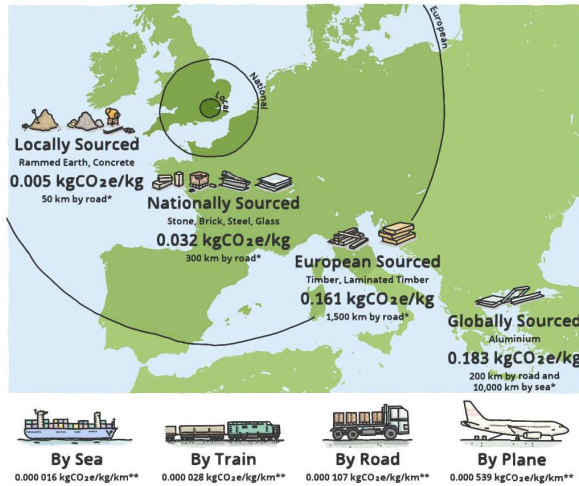 European
National
Local
Locally Sourced
Rammed Earth, Concrete
0.005 kgCO₂e/kg
50 km by road*
Nationally Sourced
Stone, Brick, Steel, Glass
0.032 kgCO₂e/kg
300 km by road*
European Sourced
Timber, Laminated Timber
0.161 kgCO₂e/kg
1,500 km by road*
Globally Sourced
Aluminium
0.183 kgCO₂e/kg
200 km by road and
10,000 km by sea*
By Sea
0.000 016 kgCO₂e/kg/km**
By Train
0.000 028 kgCO₂e/kg/km**
By Road
0.000 107 kgCO₂e/kg/km**
By Plane
0.000 539 kgCO₂e/kg/km**